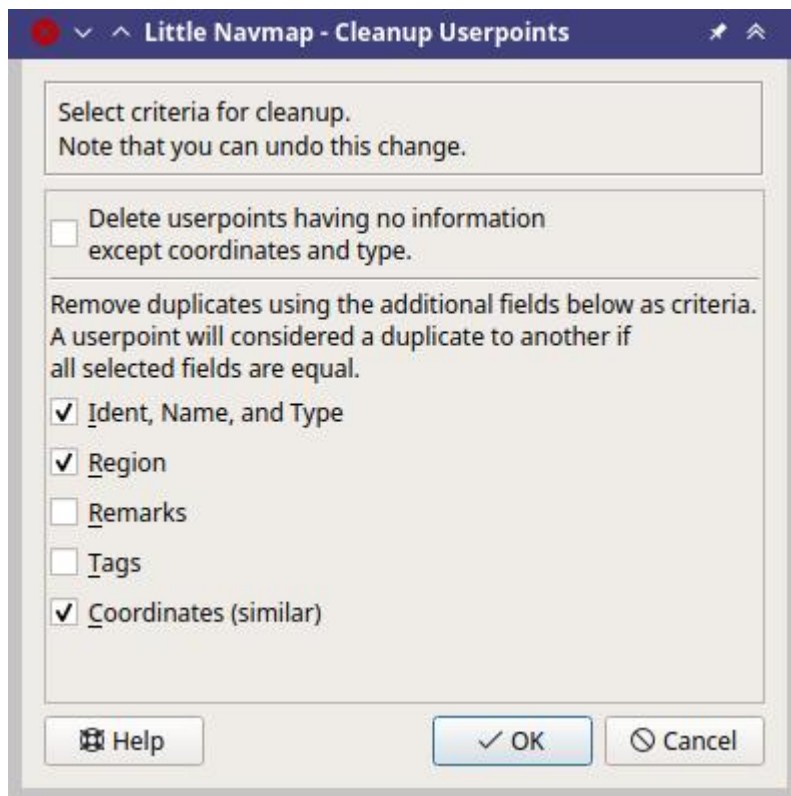 Little Navmap - Cleanup Userpoints
Select criteria for cleanup.
Note that you can undo this change.
Delete userpoints having no information
except coordinates and type.
Remove duplicates using the additional fields below as criteria.
A userpoint will considered a duplicate to another if
all selected fields are equal.
Ident, Name, and Type
Region
Remarks
Tags
Coordinates (similar)
Help
OK
Cancel